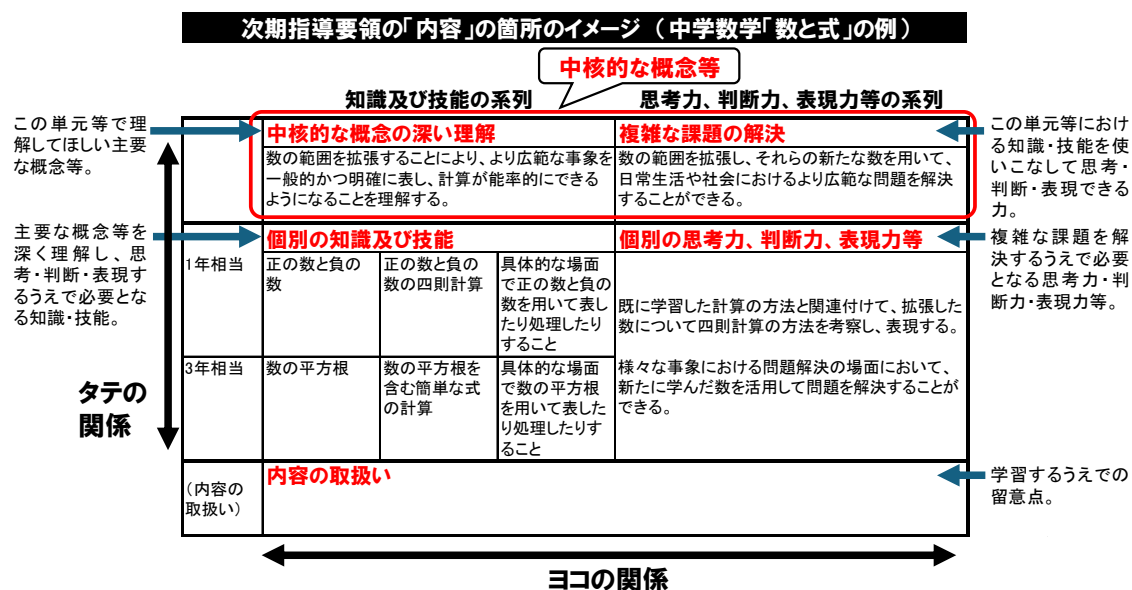 次期指導要領の「内容」の箇所のイメージ（中学数学「数と式」の例）
中核的な概念等
知識及び技能の系列
思考力、判断力、表現力等の系列
この単元等で理
解してほしい主要
な概念等。
中核的な概念の深い理解
数の範囲を拡張することにより、より広範な事象を
一般的かつ明確に表し、計算が能率的にできる
ようになることを理解する。
複雑な課題の解決
数の範囲を拡張し、それらの新たな数を用いて、
日常生活や社会におけるより広範な問題を解決
することができる。
この単元等におけ
る知識・技能を使
いこなして思考・
判断・表現できる
力。
主要な概念等を
深く理解し、思
考・判断・表現す
るうえで必要とな
る知識・技能。
個別の知識及び技能
個別の思考力、判断力、表現力等
複雑な課題を解
決するうえで必要
となる思考力・判
断力・表現力等。
1年相当
正の数と負の
数
正の数と負の
数の四則計算
具体的な場面
で正の数と負の
数を用いて表し
たり処理したり
すること
既に学習した計算の方法と関連付けて、拡張した
数について四則計算の方法を考察し、表現する。
3年相当
数の平方根
数の平方根を
含む簡単な式
の計算
具体的な場面
で数の平方根
を用いて表した
り処理したりす
ること
様々な事象における問題解決の場面において、
新たに学んだ数を活用して問題を解決することが
できる。
タテの
関係
（内容の
取扱い）
内容の取扱い
学習するうえでの
留意点。
ヨコの関係